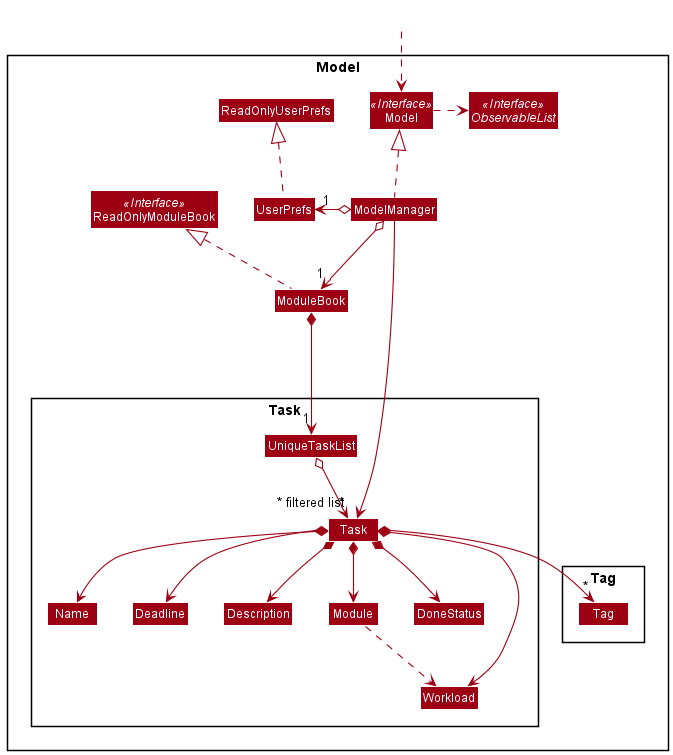 Model
ReadOnlyUserPrefs
«Interface»
Model
«Interface»
ObservableList
«Interface»
ReadOnlyModuleBook
UserPrefs
1
ModelManager
1
ModuleBook
Task
1
UniqueTaskList
* filtered list
*
Task
Tag
*
Name
Deadline
Description
Module
DoneStatus
Tag
Workload